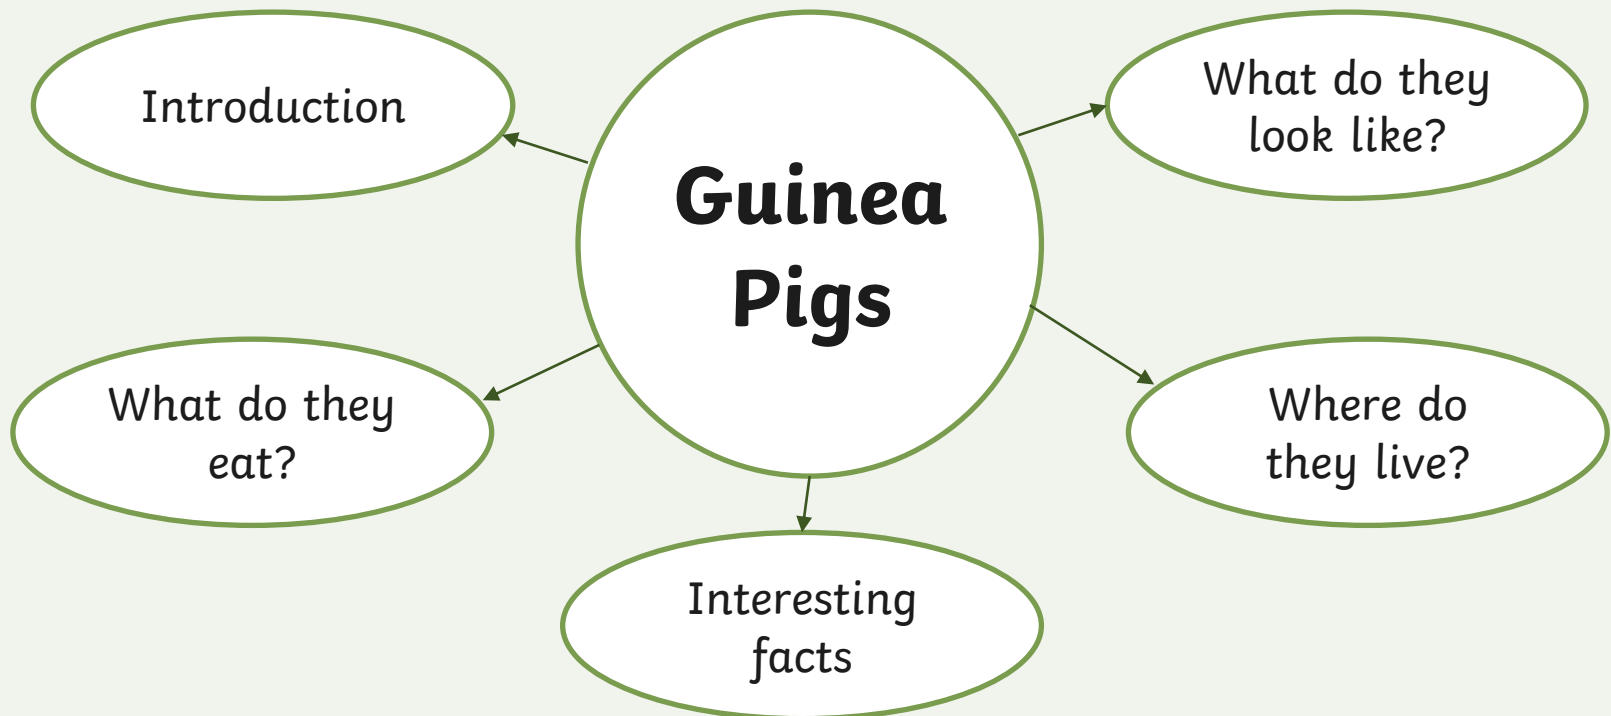 Introduction
Guinea
Pigs
What do they
look like?
What do they
eat?
Where do
they live?
Interesting
facts